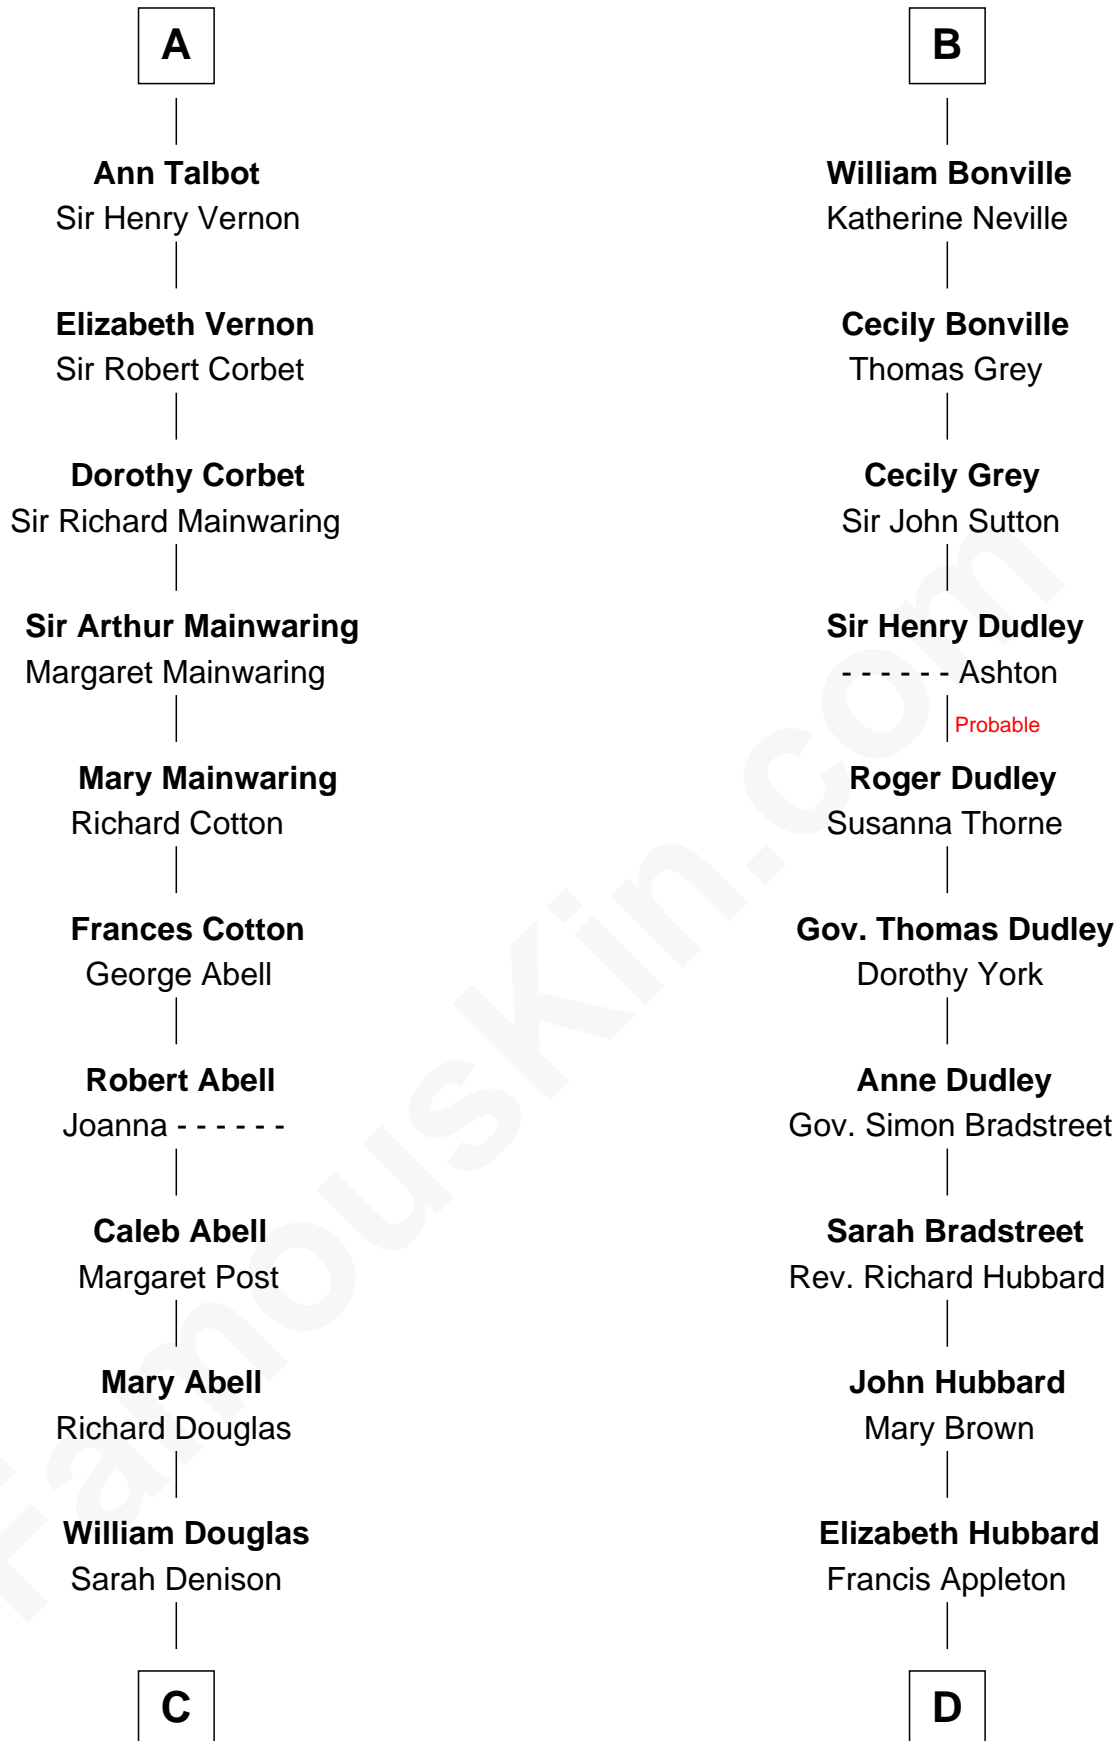 A
Ann Talbot
Sir Henry Vernon
Elizabeth Vernon
Sir Robert Corbet
Dorothy Corbet
Sir Richard Mainwaring
Sir Arthur Mainwaring
Margaret Mainwaring
Mary Mainwaring
Richard Cotton
Frances Cotton
George Abell
Robert Abell
Joanna - - - - - -
Caleb Abell
Margaret Post
Mary Abell
Richard Douglas
William Douglas
Sarah Denison
C
B
William Bonville
Katherine Neville
Cecily Bonville
Thomas Grey
Cecily Grey
Sir John Sutton
Sir Henry Dudley
- - - - - - Ashton
Probable
Roger Dudley
Susanna Thorne
Gov. Thomas Dudley
Dorothy York
Anne Dudley
Gov. Simon Bradstreet
Sarah Bradstreet
Rev. Richard Hubbard
John Hubbard
Mary Brown
Elizabeth Hubbard
Francis Appleton
D
FamousKin.com